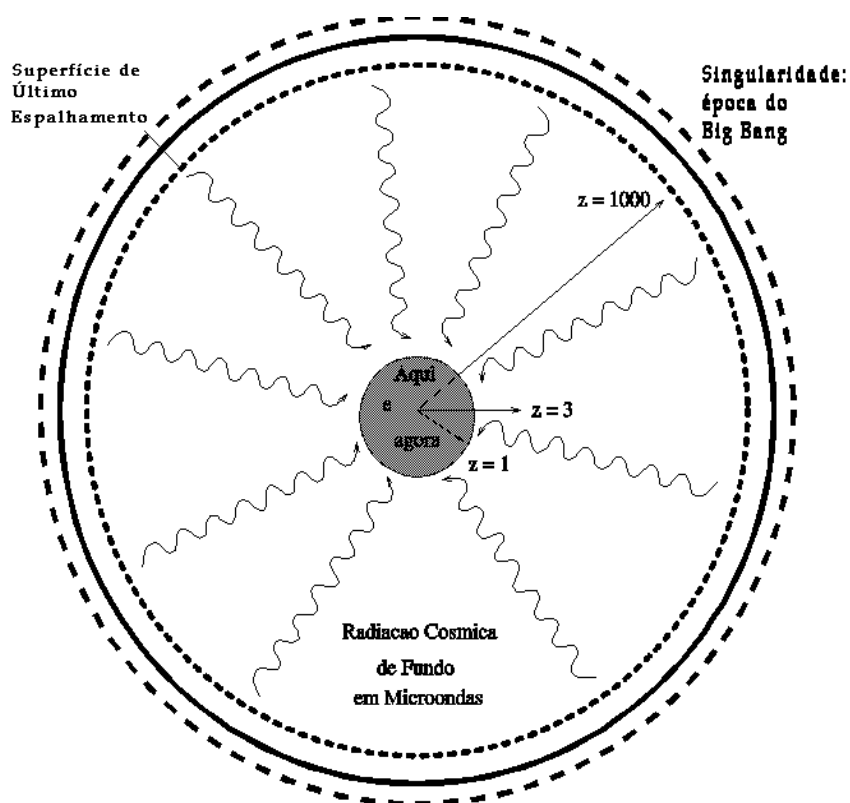 Superfície de
Último
Espalhamento
Singularidade:
época do
Big Bang
z = 1000
Aqui
e
agora
z = 3
z = 1
Radiacao Cosmica
de Fundo
em Microondas